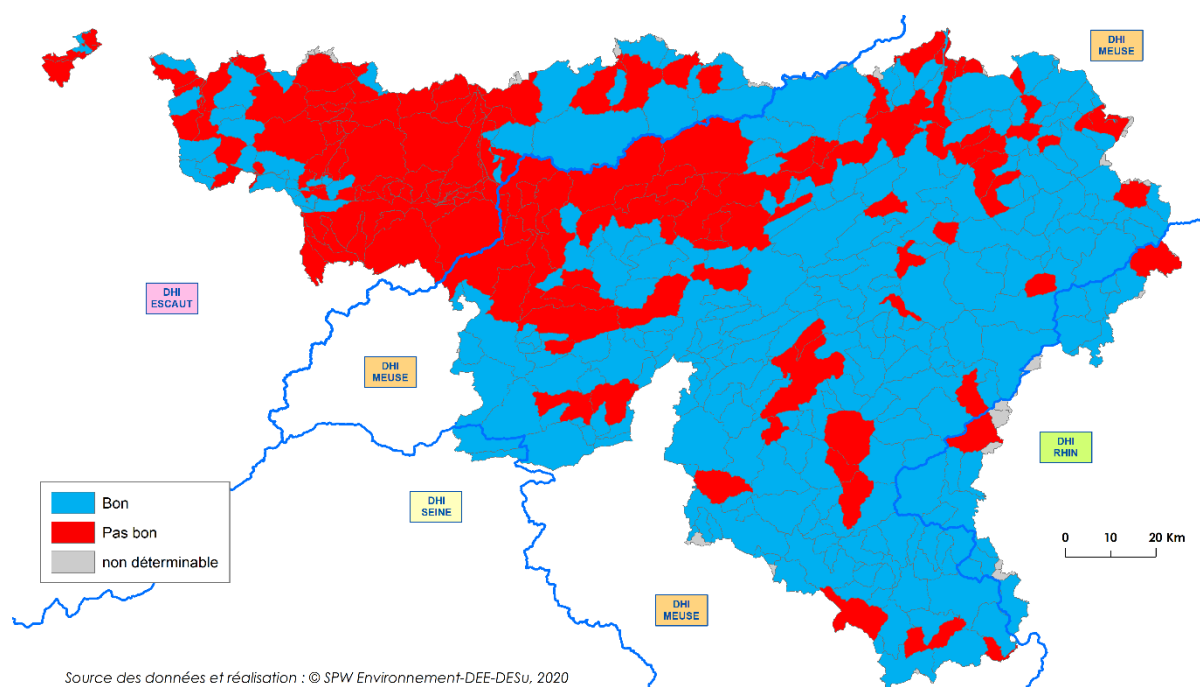 DHI
MEUSE
DHI
ESCAUT
DHI
MEUSE
DHI
RHIN
DHI
SEINE
Bon
Pas bon
non déterminable
0 10 20 Km
DHI
MEUSE
Source des données et réalisation : © SPW Environnement-DEE-DESu, 2020